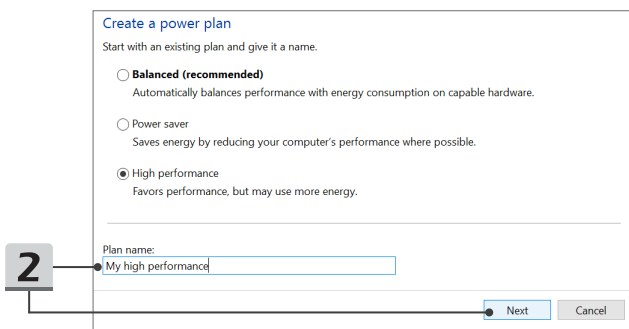 Create a power plan
Start with an existing plan and give it a name.
Balanced (recommended)
Automatically balances performance with energy consumption on capable hardware.
Power saver
Saves energy by reducing your computer's performance where possible.
High performance
Favors performance, but may use more energy.
Plan name:
My high performance
2
Next Cancel